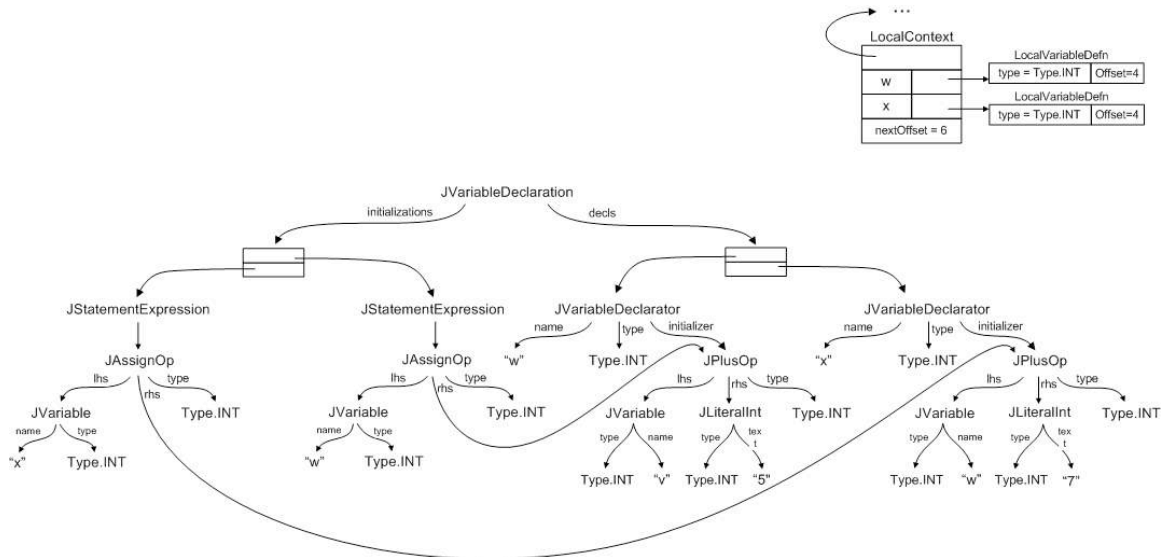 ...
LocalContext
LocalVariableDefn
w
type = Type.INT Offset=4
LocalVariableDefn
x
type = Type.INT Offset=4
nextOffset = 6
JVariableDeclaration
initializations decls
JStatementExpression JStatementExpression JVariableDeclarator JVariableDeclarator
name type initializer name type initializer
JAssignOp JAssignOp "w" Type.INT JPlusOp "x" Type.INT JPlusOp
lhs rhs type lhs rhs type lhs rhs type lhs rhs type
JVariable Type.INT JVariable Type.INT JVariable JLiteralInt Type.INT JVariable JLiteralInt Type.INT
name type name type type name type tex
t type name type tex
t
"x" Type.INT "w" Type.INT Type.INT "v" Type.INT "5" Type.INT "w" Type.INT "7"